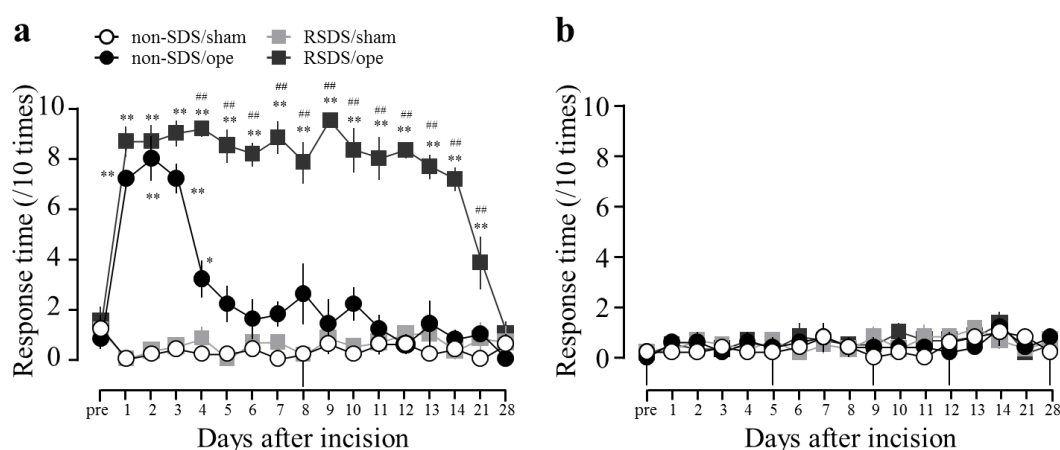 a
non-SDS/sham RSDS/sham
non-SDS/ope RSDS/ope
Response time (/10 times)
10
8
6
4
2
0
** ** ** ## ** ## ** ## ** ## ** ## ** ## ** ## ** ## ** ## ** ## ** ## ** ## **
** ** ** *
pre 1 2 3 4 5 6 7 8 9 10 11 12 13 14 21 28
Days after incision
b
Response time (/10 times)
10
8
6
4
2
0
pre 1 2 3 4 5 6 7 8 9 10 11 12 13 14 21 28
Days after incision